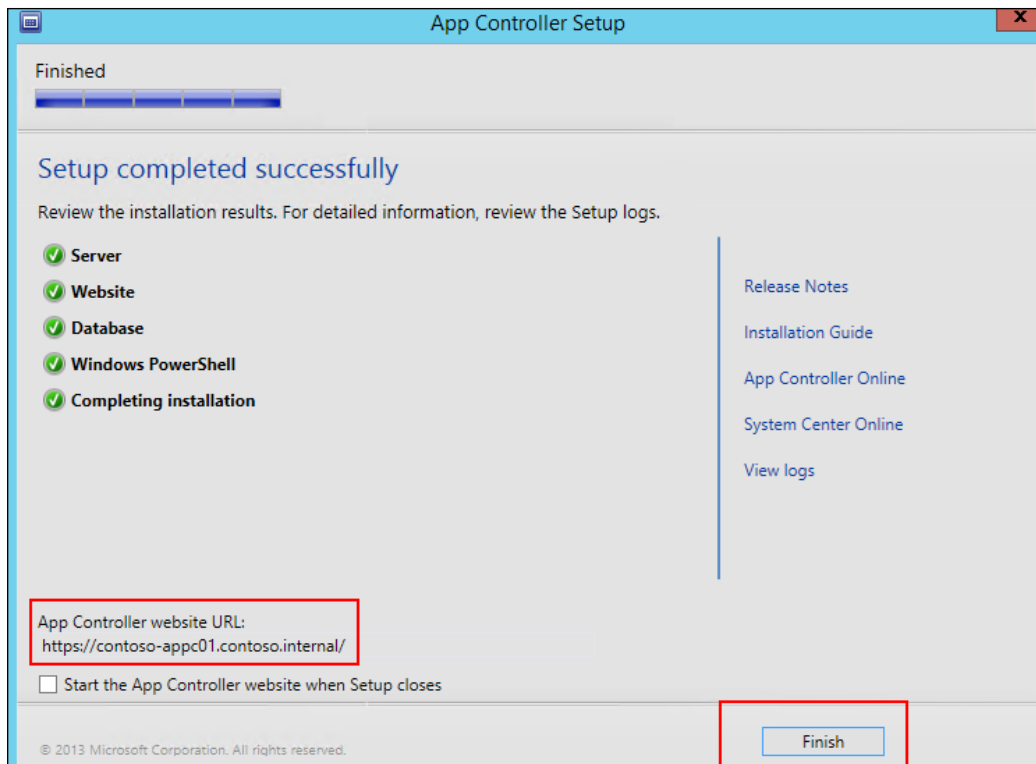 App Controller Setup
x
Finished
Setup completed successfully
Review the installation results. For detailed information, review the Setup logs.
Server
Website
Database
Windows PowerShell
Completing installation
Release Notes
Installation Guide
App Controller Online
System Center Online
View logs
App Controller website URL:
https://contoso-appc01.contoso.internal/
Start the App Controller website when Setup closes
© 2013 Microsoft Corporation. All rights reserved.
Finish